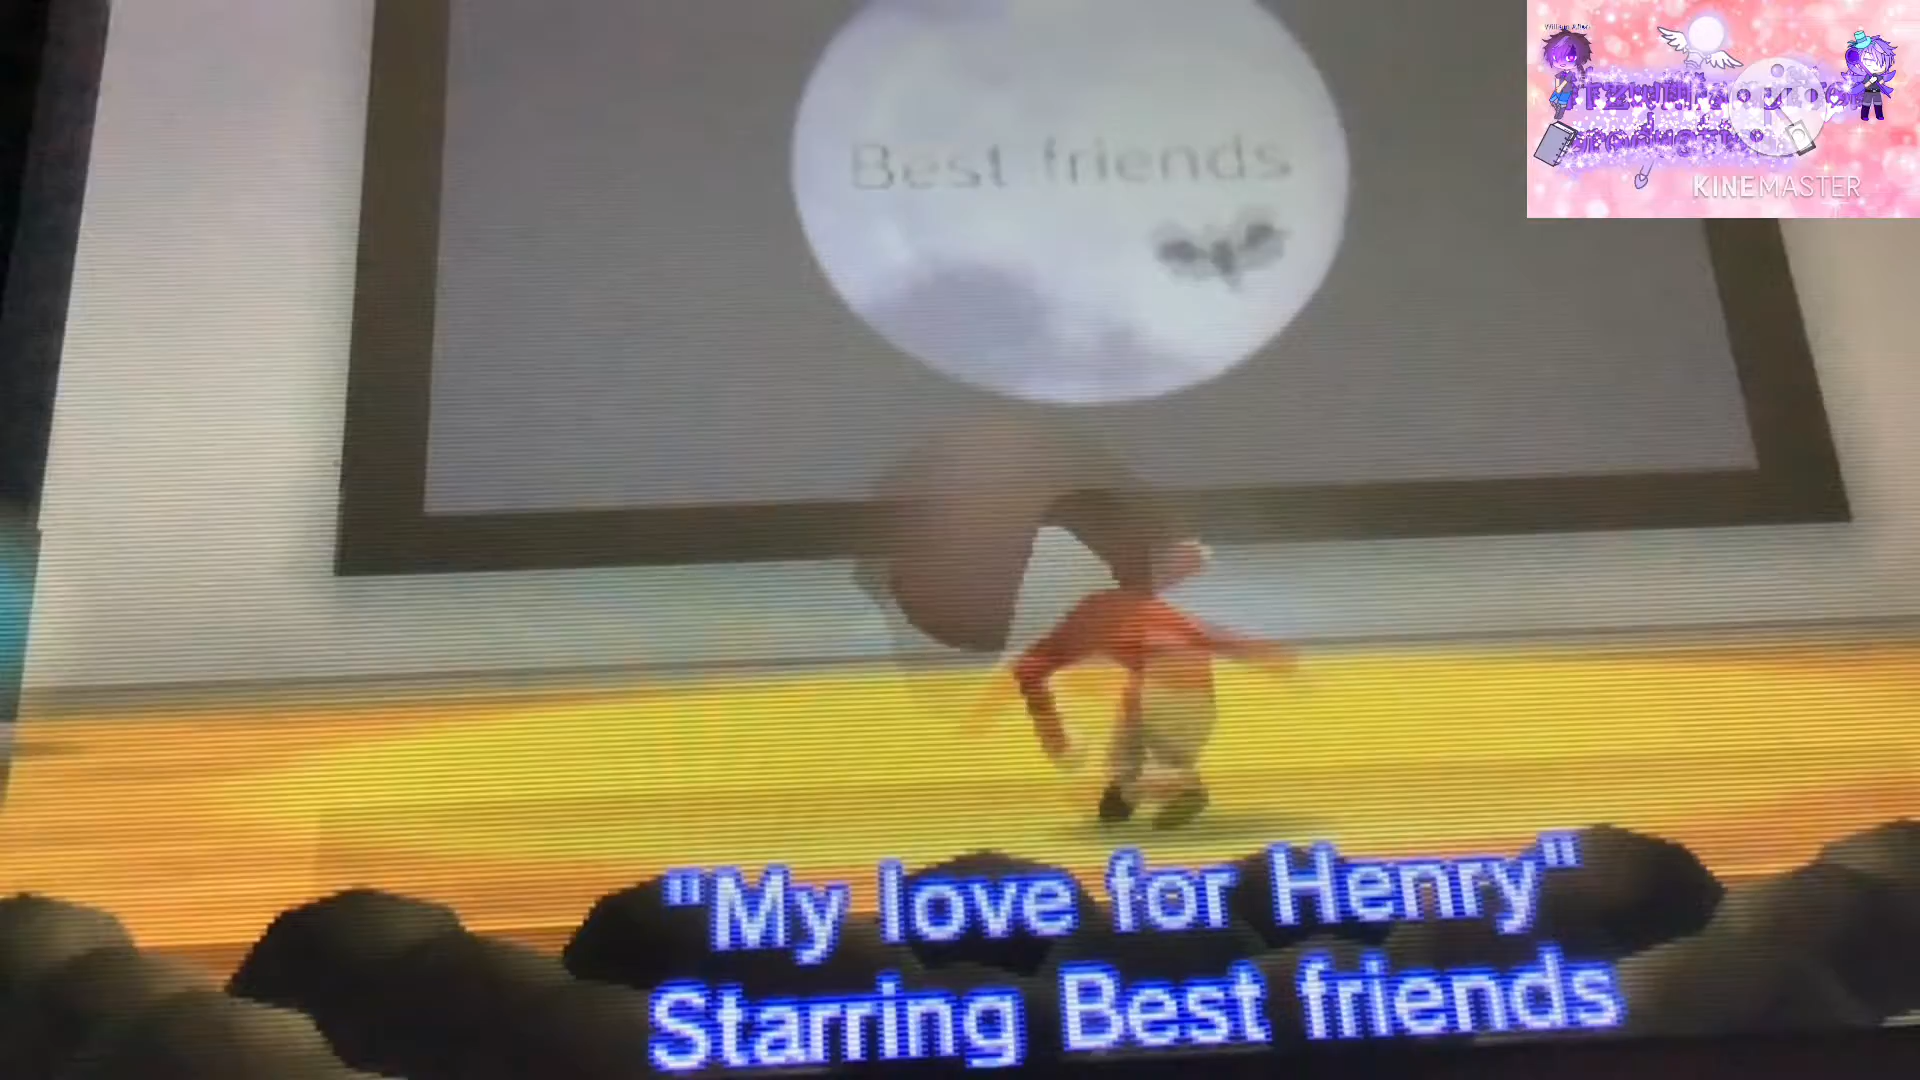 Best friends
KINEMASTER
"My love for Henry"
Starring Best friends